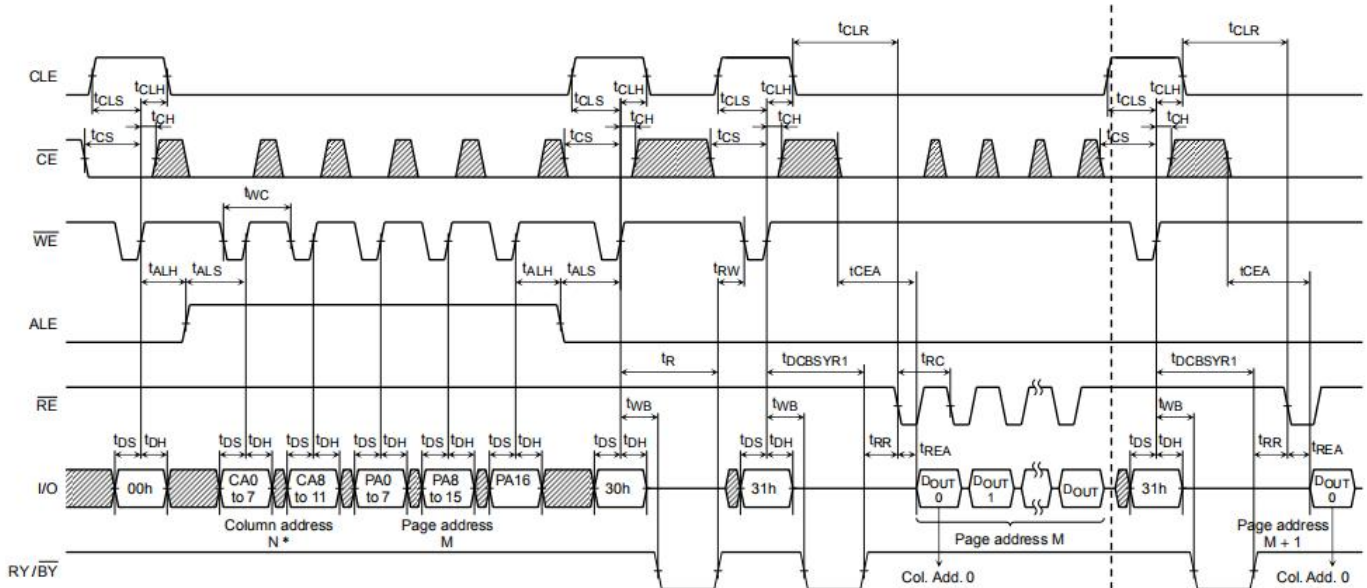 tCLR tCLR
CLE
tCLS tCLH tCLS tCLH tCLS tCLH tCLS tCLH
tCH tCH tCH tCH
tCS tCS tCS tCS
CE
tWC
WE
tALH tALS tALH tALS tRW tCEA tCEA
ALE
tR tDCBSYR1 tRC tDCBSYR1
RE
tWB tWB tWB
tDS tDH tDS tDH tDS tDH tDS tDH tDS tDH tDS tDH tDS tDH tDS tDH tRR tREA tDS tDH tRR tREA
I/O 00h CA0 to 7 CA8 to 11 PA0 to 7 PA8 to 15 PA16 30h 31h DOUT 0 DOUT 1 DOUT 31h DOUT 0
Column address N * Page address M Page address M Page address M + 1
RY/BY Col. Add. 0 Col. Add. 0